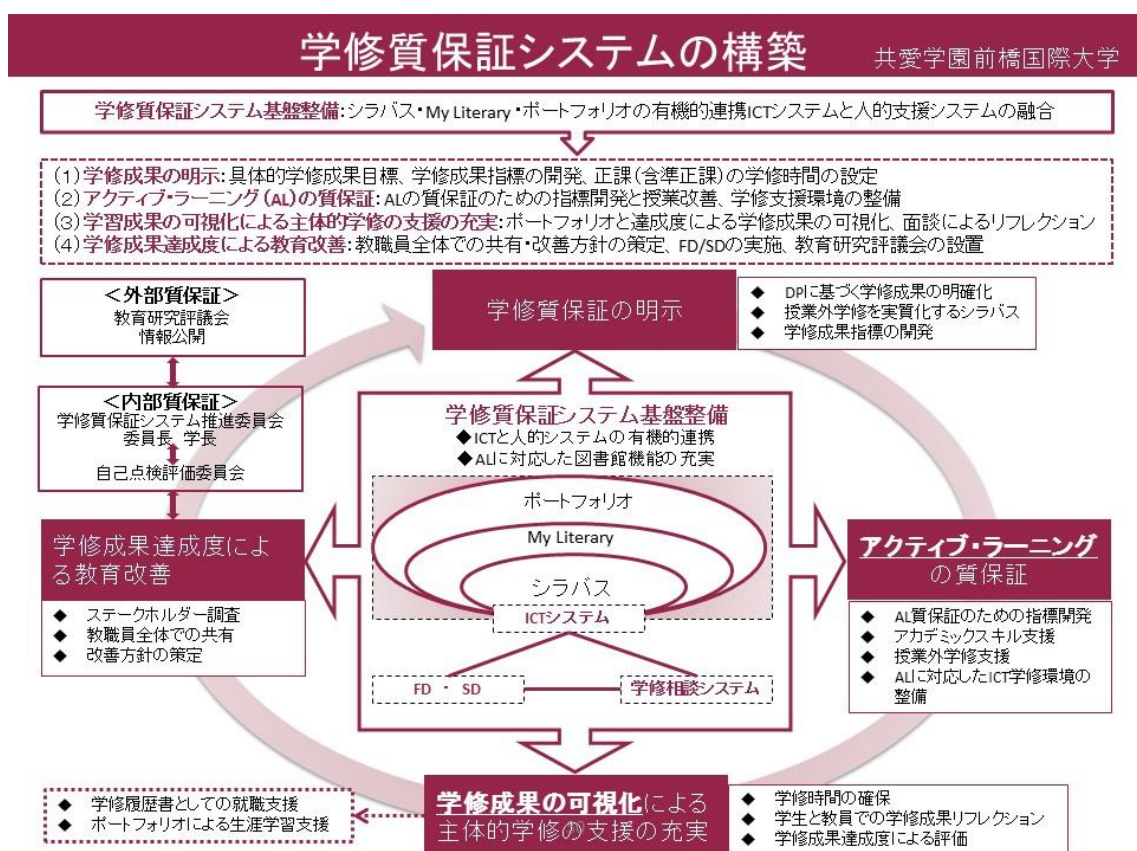 学修質保証システムの構築
共愛学園前橋国際大学
学修質保証システム基盤整備:シラバス・My Literary・ポートフォリオの有機的連携ICTシステムと人的支援システムの融合
(1)学修成果の明示:具体的学修成果目標、学修成果指標の開発、正課(含準正課)の学修時間の設定
(2)アクティブ・ラーニング(AL)の質保証:ALの質保証のための指標開発と授業改善、学修支援環境の整備
(3)学習成果の可視化による主体的学修の支援の充実:ポートフォリオと達成度による学修成果の可視化、面談によるリフレクション
(4)学修成果達成度による教育改善:教職員全体での共有・改善方針の策定、FD/SDの実施、教育研究評議会の設置
<外部質保証>
教育研究評議会
情報公開
<内部質保証>
学修質保証システム推進委員会
委員長 学長
自己点検評価委員会
学修質保証の明示
◆ DPに基づく学修成果の明確化
◆ 授業外学修を実質化するシラバス
◆ 学修成果指標の開発
学修質保証システム基盤整備
◆ICTと人的システムの有機的連携
◆ALに対応した図書館機能の充実
ポートフォリオ
My Literary
シラバス
ICTシステム
FD ・ SD
学修相談システム
学修成果達成度によ
る教育改善
◆ ステークホルダー調査
◆ 教職員全体での共有
◆ 改善方針の策定
アクティブ・ラーニング
の質保証
◆ AL質保証のための指標開発
◆ アカデミックスキル支援
◆ 授業外学修支援
◆ ALに対応したICT学修環境の
整備
◆ 学修履歴書としての就職支援
◆ ポートフォリオによる生涯学習支援
学修成果の可視化による
主体的学修の支援の充実
◆ 学修時間の確保
◆ 学生と教員での学修成果リフレクション
◆ 学修成果達成度による評価